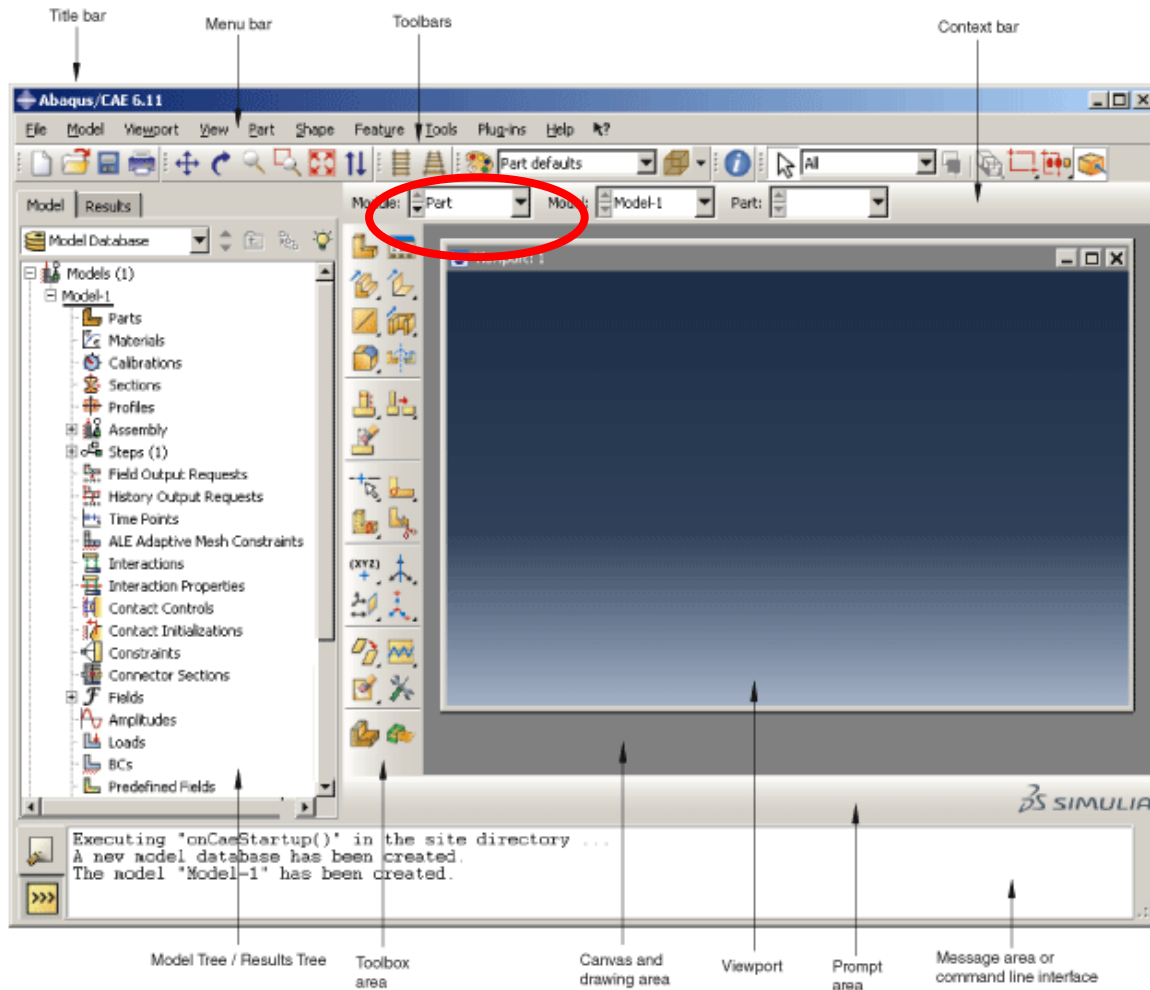 Title bar
Menu bar
Toolbars
Context bar
Abaqus/CAE 6.11
File Model Viewport View Part Shape Feature Tools Plug-ins Help
Part defaults
All
Model Results
Module: Part Model: Model-1 Part:
Model Database
Viewport: 1
Models (1)
Model-1
Parts
Materials
Calibrations
Sections
Profiles
Assembly
Steps (1)
Field Output Requests
History Output Requests
Time Points
ALE Adaptive Mesh Constraints
Interactions
Interaction Properties
Contact Controls
Contact Initializations
Constraints
Connector Sections
Fields
Amplitudes
Loads
BCs
Predefined Fields
(XYZ)
SIMULIA
Executing "onCaeStartup()" in the site directory ...
A new model database has been created.
The model "Model-1" has been created.
>>>
Model Tree / Results Tree
Toolbox
area
Canvas and
drawing area
Viewport
Prompt
area
Message area or
command line interface